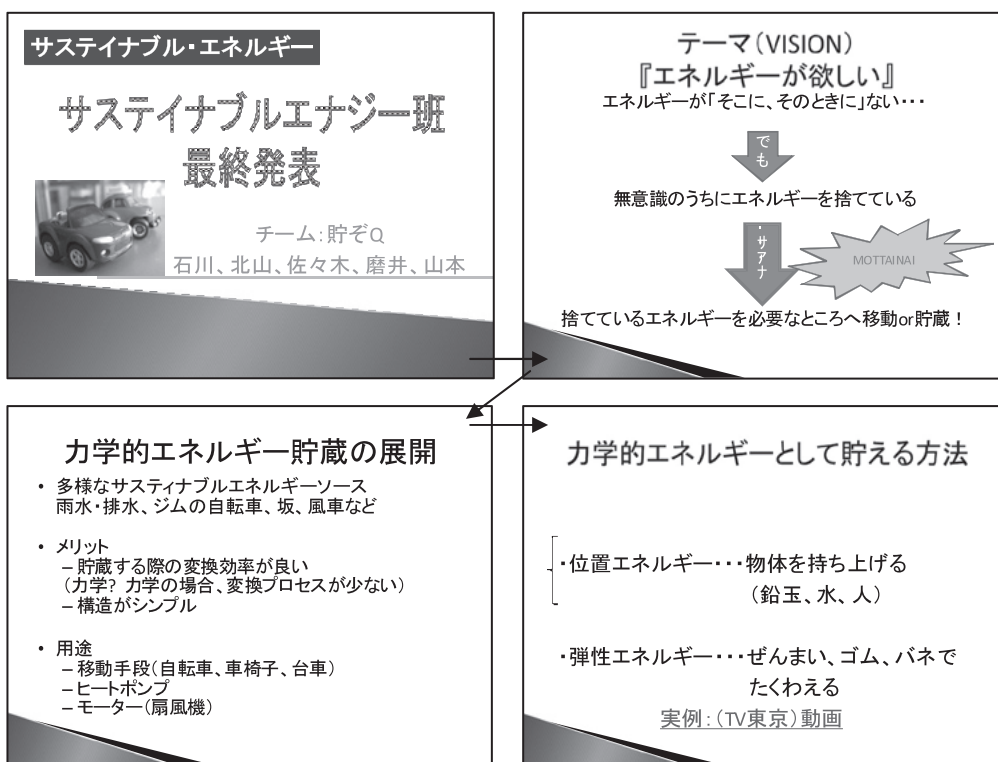 サステイナブル・エネルギー
サステイナブルエナジー班
最終発表
チーム:貯ぞQ
石川、北山、佐々木、磨井、山本
テーマ(VISION)
『エネルギーが欲しい』
エネルギーが「そこに、そのときに」ない・・・
でも
無意識のうちにエネルギーを捨てている
・サアナ
MOTTAINAI
捨てているエネルギーを必要なところへ移動or貯蔵!
力学的エネルギー貯蔵の展開
• 多様なサスティナブルエネルギーソース
雨水・排水、ジムの自転車、坂、風車など
• メリット
– 貯蔵する際の変換効率が良い
(力学? 力学の場合、変換プロセスが少ない)
– 構造がシンプル
• 用途
– 移動手段(自転車、車椅子、台車)
– ヒートポンプ
– モーター(扇風機)
力学的エネルギーとして貯える方法
・位置エネルギー・・・物体を持ち上げる
(鉛玉、水、人)
・弾性エネルギー・・・ぜんまい、ゴム、バネで
たくわえる
実例:(TV東京)動画